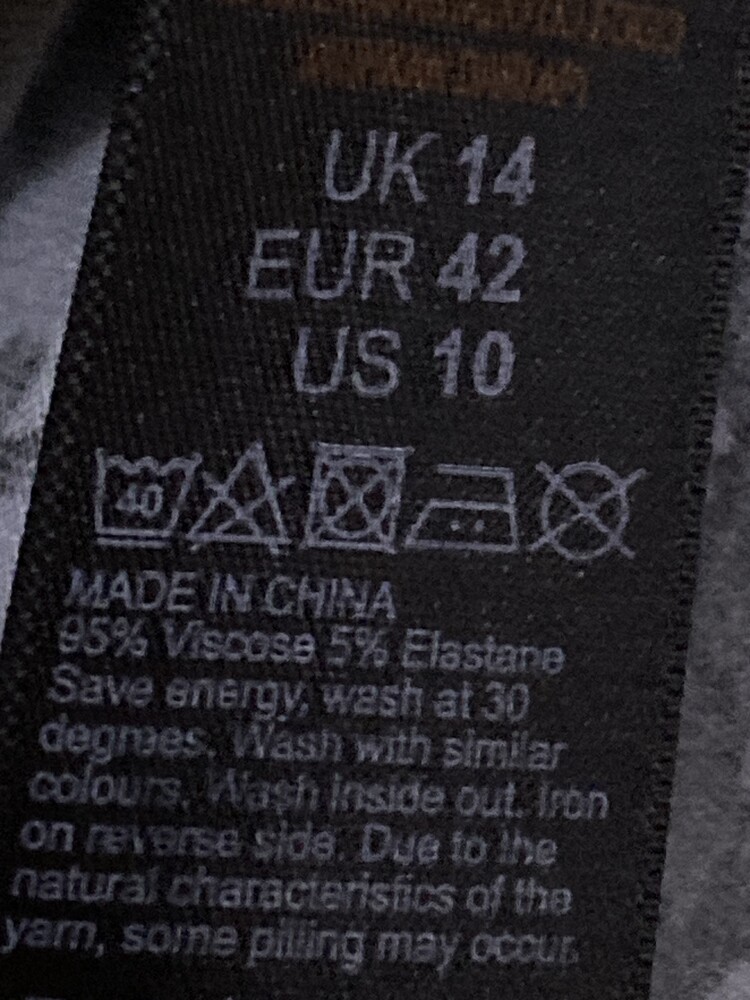 UK 14
EUR 42
US 10
40
MADE IN CHINA
95% Viscose 5% Elastane
Save energy, wash at 30
degrees. Wash with similar
colours. Wash inside out. Iron
on reverse side. Due to the
natural characteristics of the
yarn, some pilling may occur.